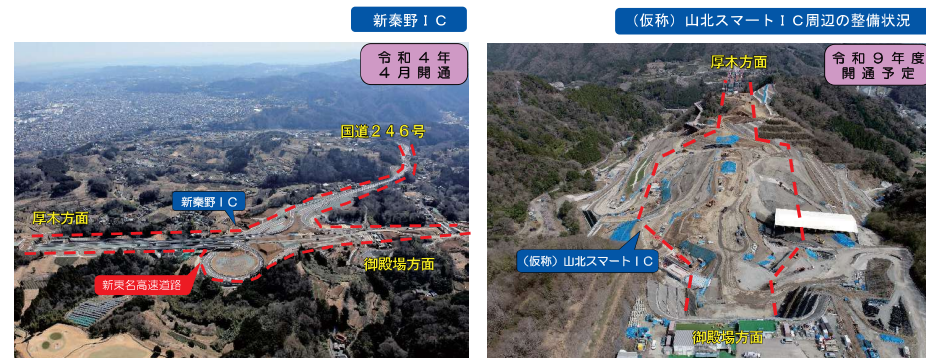 新秦野ＩＣ
令和４年
４月開通
国道２４６号
新秦野ＩＣ
厚木方面
御殿場方面
新東名高速道路
（仮称）山北スマートＩＣ周辺の整備状況
厚木方面
令和９年度
開通予定
（仮称）山北スマートＩＣ
御殿場方面